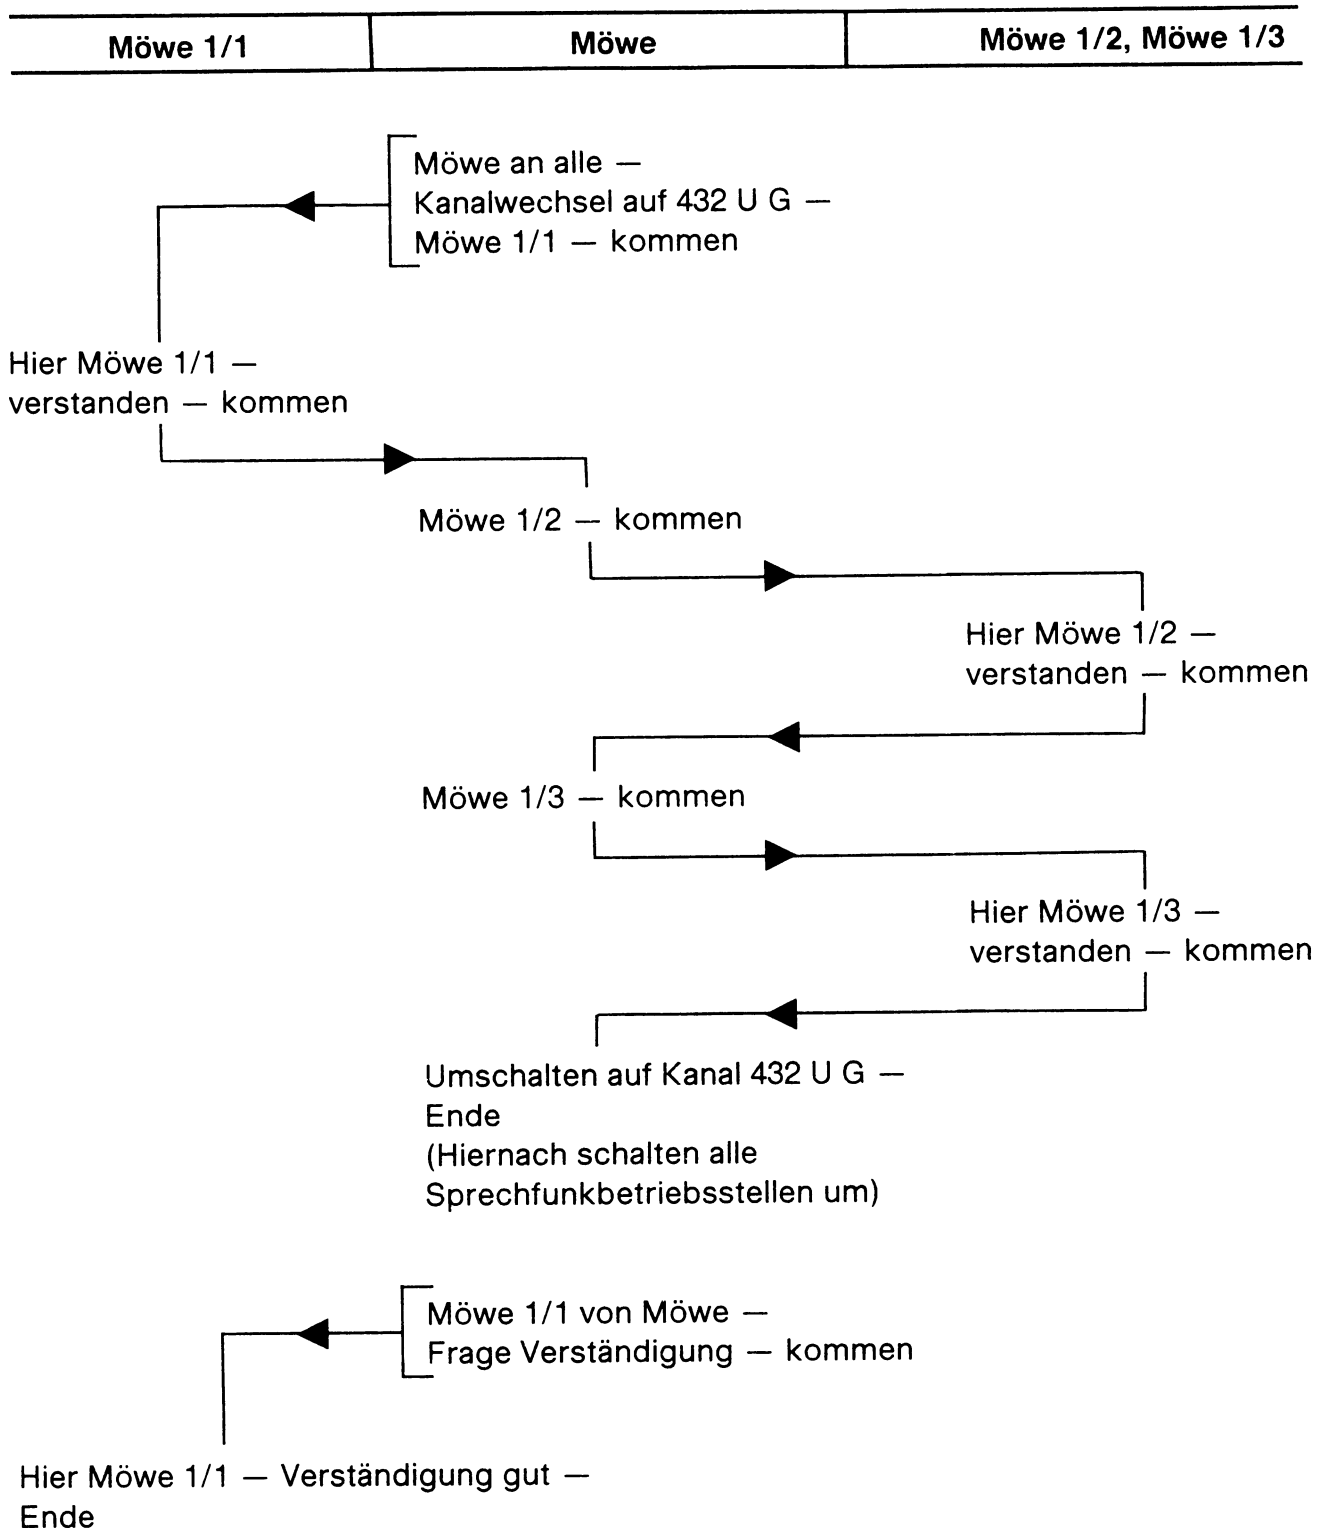 Möwe 1/1
Möwe
Möwe 1/2, Möwe 1/3
Möwe an alle —
Kanalwechsel auf 432 U G —
Möwe 1/1 — kommen
Hier Möwe 1/1 —
verstanden — kommen
Möwe 1/2 — kommen
Hier Möwe 1/2 —
verstanden — kommen
Möwe 1/3 — kommen
Hier Möwe 1/3 —
verstanden — kommen
Umschalten auf Kanal 432 U G —
Ende
(Hiernach schalten alle
Sprechfunkbetriebsstellen um)
Möwe 1/1 von Möwe —
Frage Verständigung — kommen
Hier Möwe 1/1 — Verständigung gut —
Ende